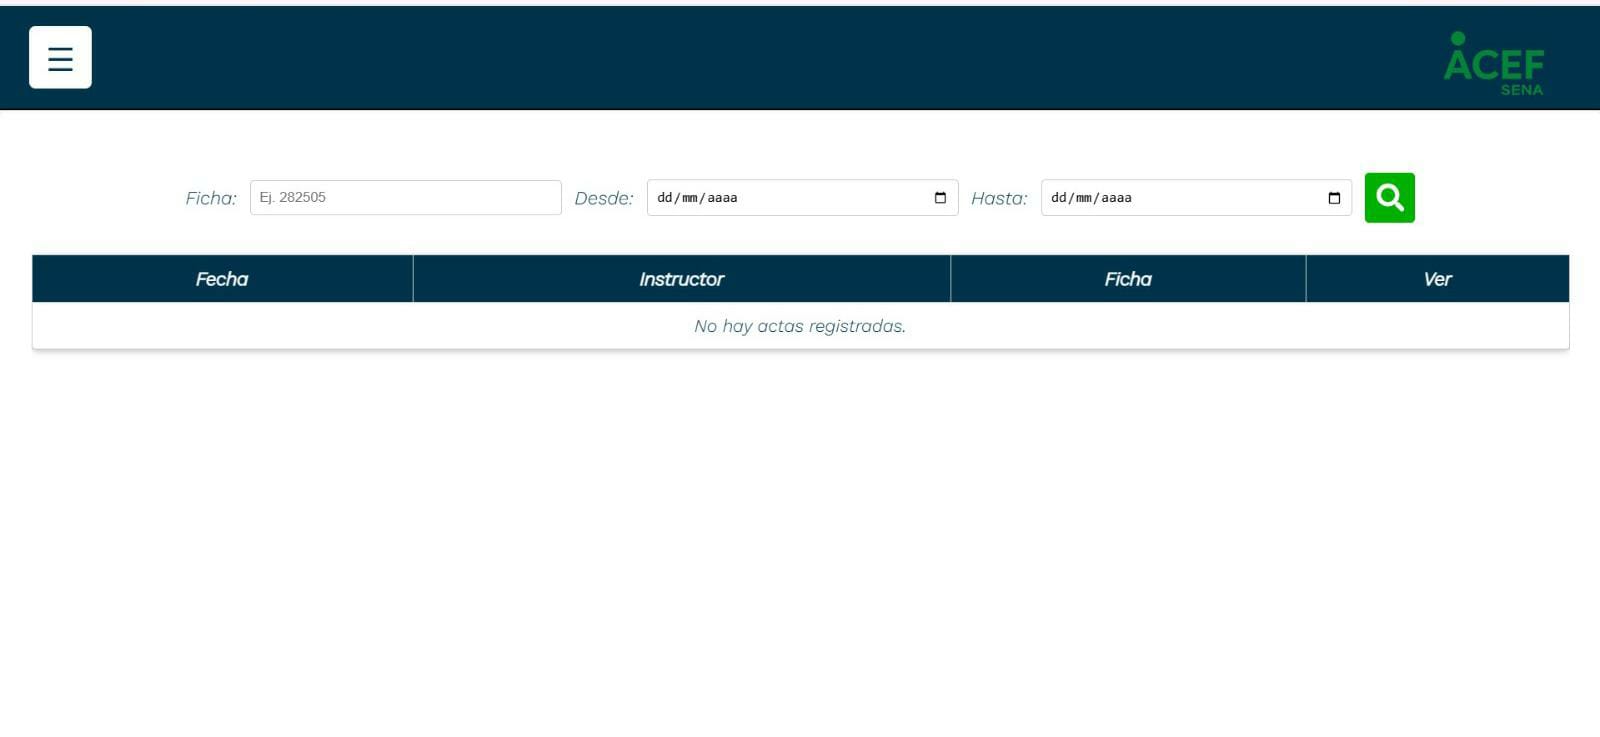 ☰
ACEF
SENA
Ficha: Ej. 282505 Desde: dd/mm/aaaa Hasta: dd/mm/aaaa
Fecha Instructor Ficha Ver
No hay actas registradas.